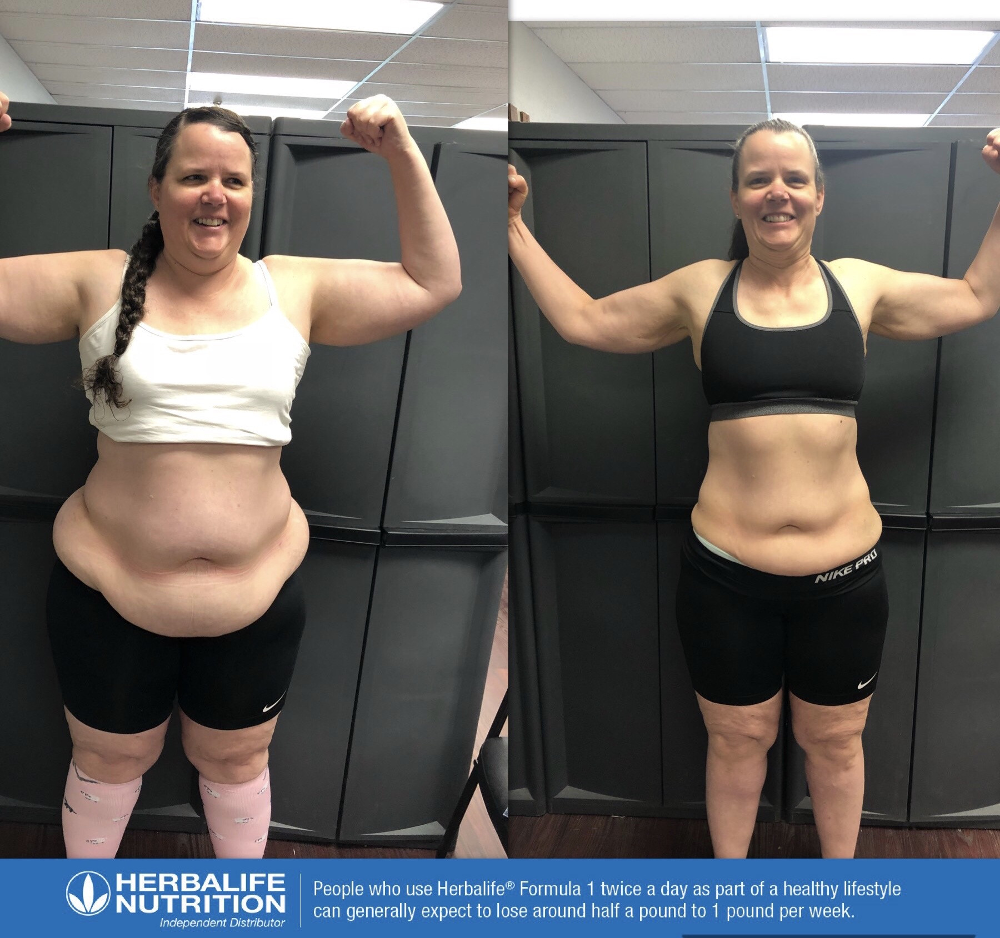 NIKE PRO
HERBALIFE
NUTRITION
Independent Distributor
People who use Herbalife® Formula 1 twice a day as part of a healthy lifestyle
can generally expect to lose around half a pound to 1 pound per week.